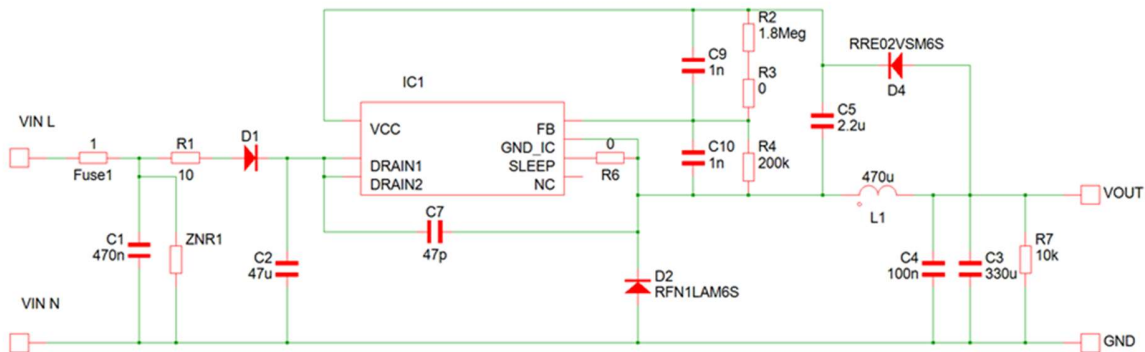 R2
1.8Meg
RRE02VSM6S
C9
1n
R3
0
D4
IC1
C5
2.2u
VIN L
VCC
FB
1
R1
D1
GND_IC
0
C10
1n
R4
200k
470u
DRAIN1
SLEEP
VOUT
Fuse1
10
DRAIN2
NC
R6
L1
C7
47p
C1
470n
ZNR1
C2
47u
D2
RFN1LAM6S
C4
100n
C3
330u
R7
10k
VIN N
GND